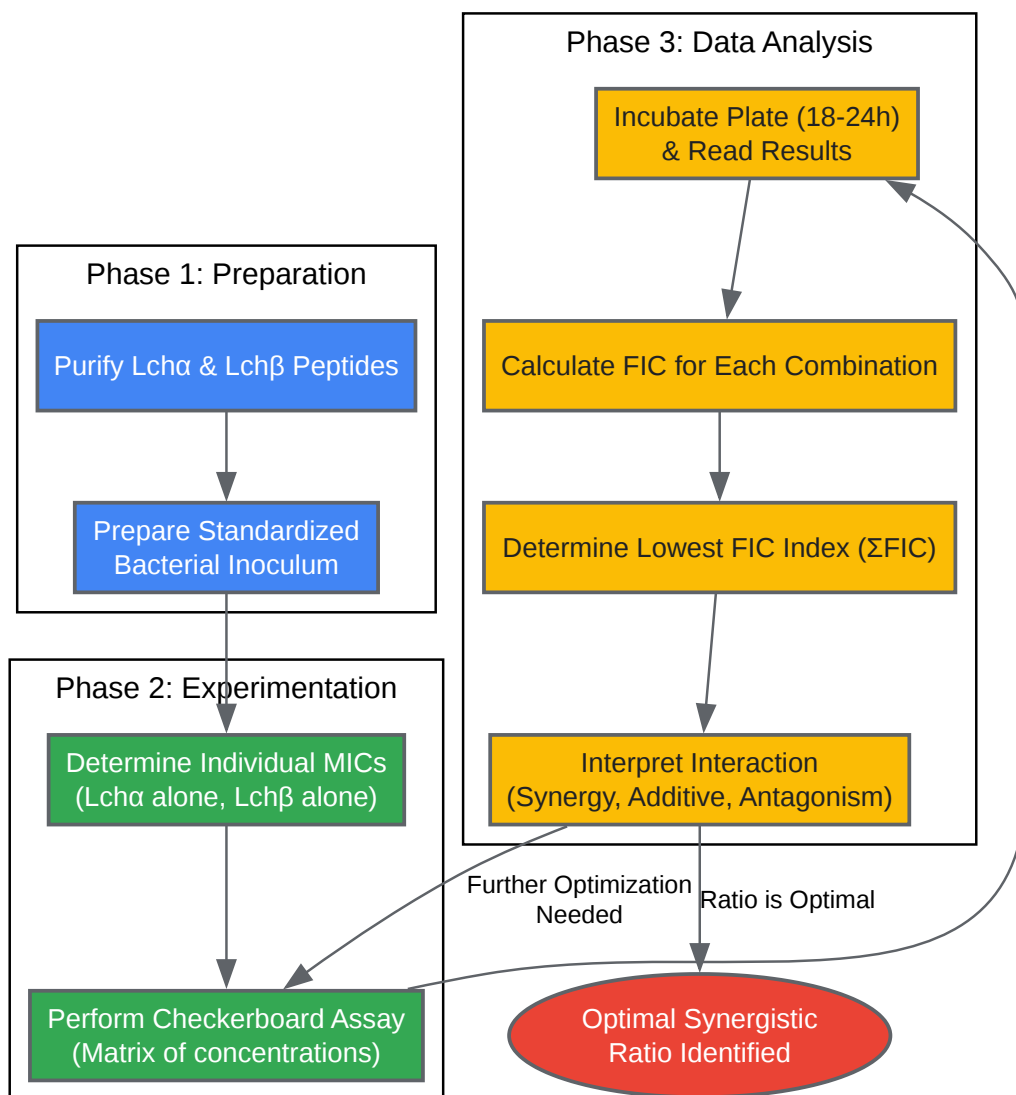 Phase 1: Preparation
Purify Lchα & Lchβ Peptides
Prepare Standardized
Bacterial Inoculum
Phase 2: Experimentation
Determine Individual MICs
(Lchα alone, Lchβ alone)
Perform Checkerboard Assay
(Matrix of concentrations)
Phase 3: Data Analysis
Incubate Plate (18-24h)
& Read Results
Calculate FIC for Each Combination
Determine Lowest FIC Index (ΣFIC)
Interpret Interaction
(Synergy, Additive, Antagonism)
Further Optimization
Needed
Ratio is Optimal
Optimal Synergistic
Ratio Identified